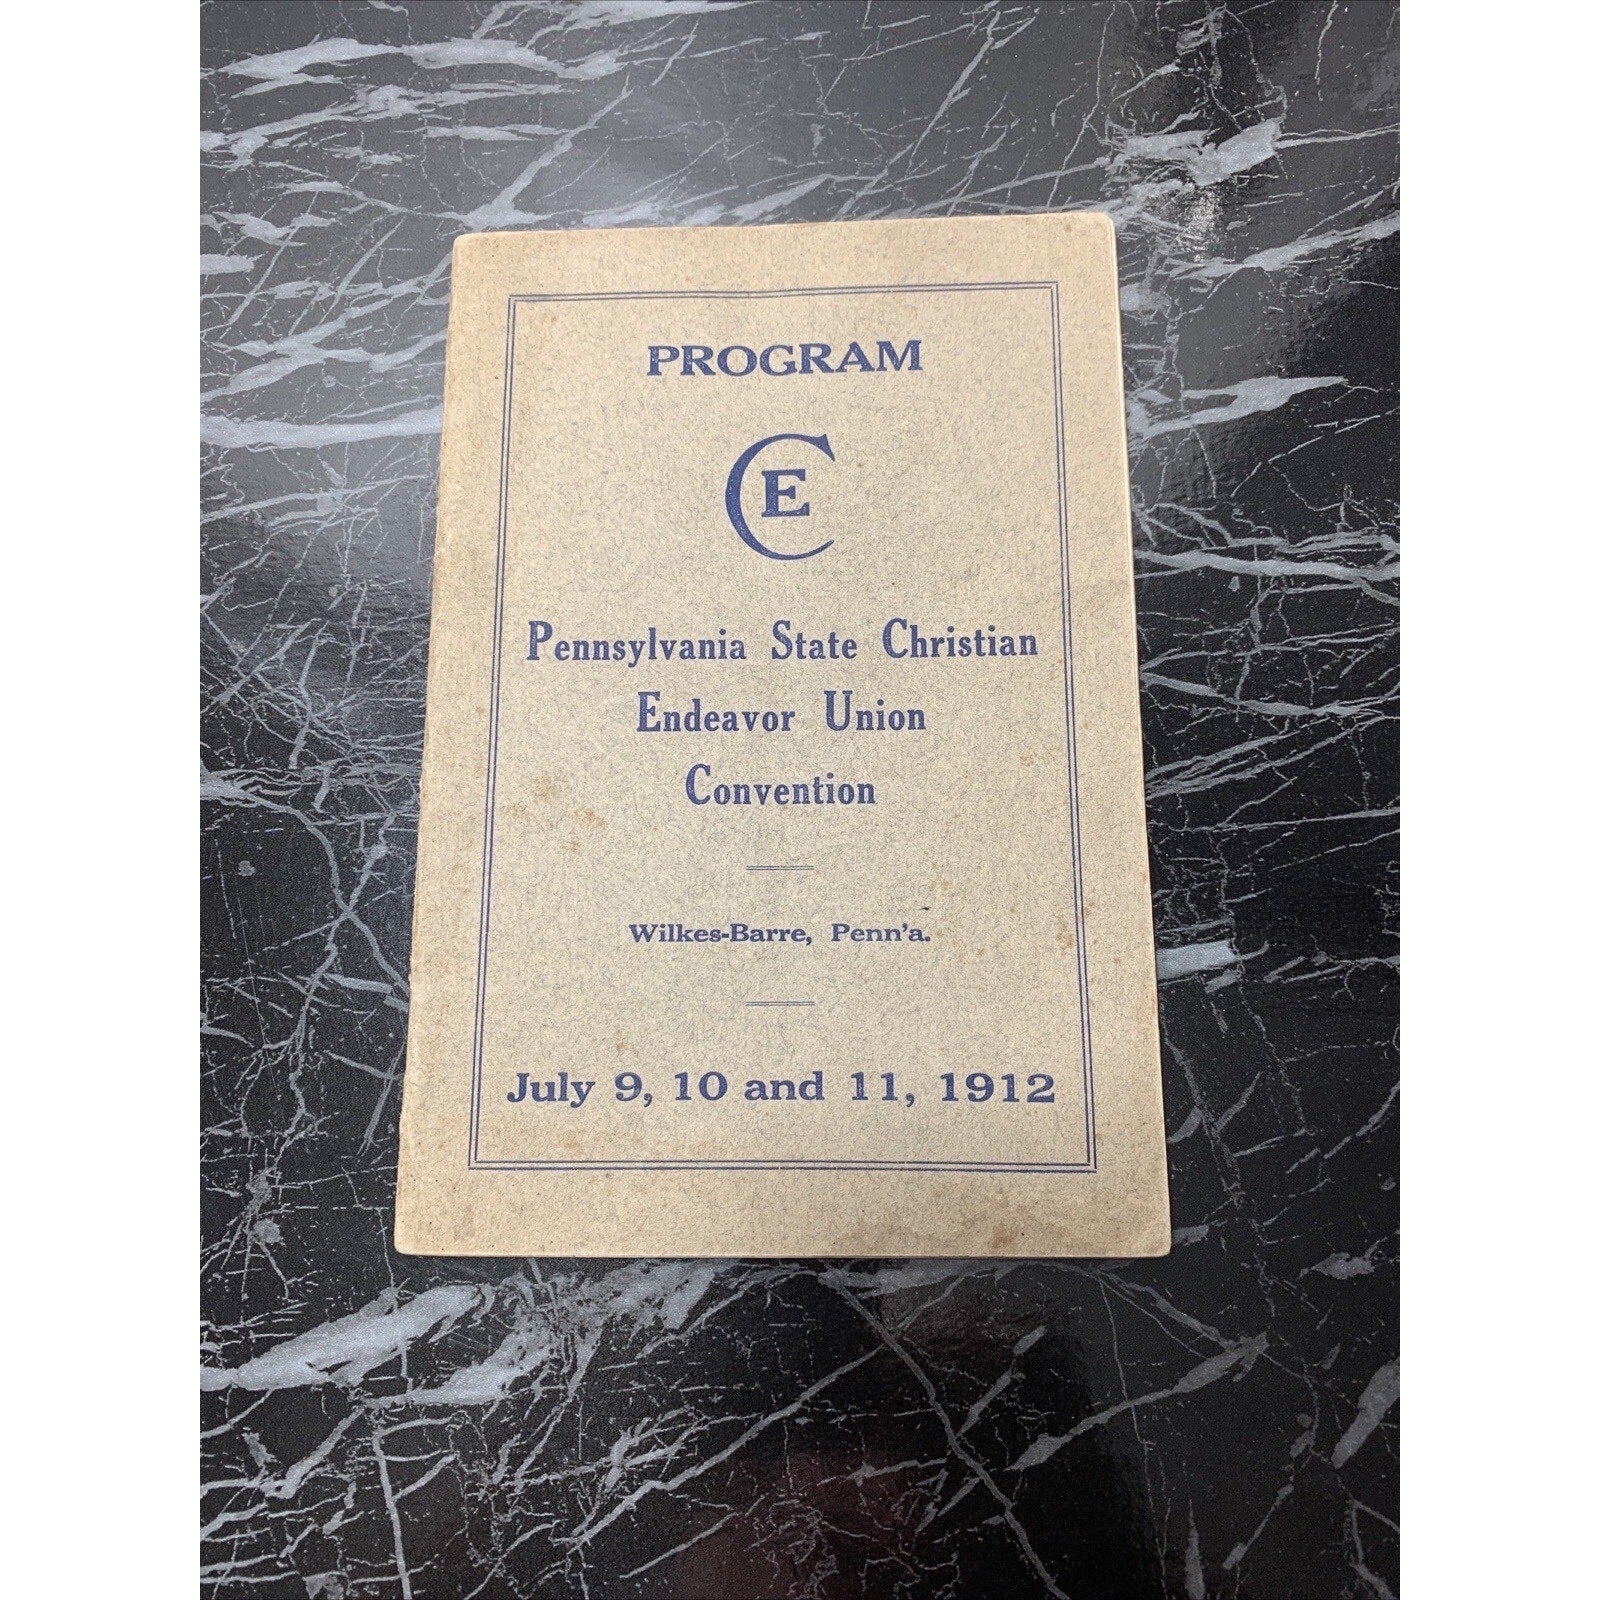 PROGRAM
CE
Pennsylvania State Christian
Endeavor Union
Convention
Wilkes-Barre, Penn'a.
July 9, 10 and 11, 1912